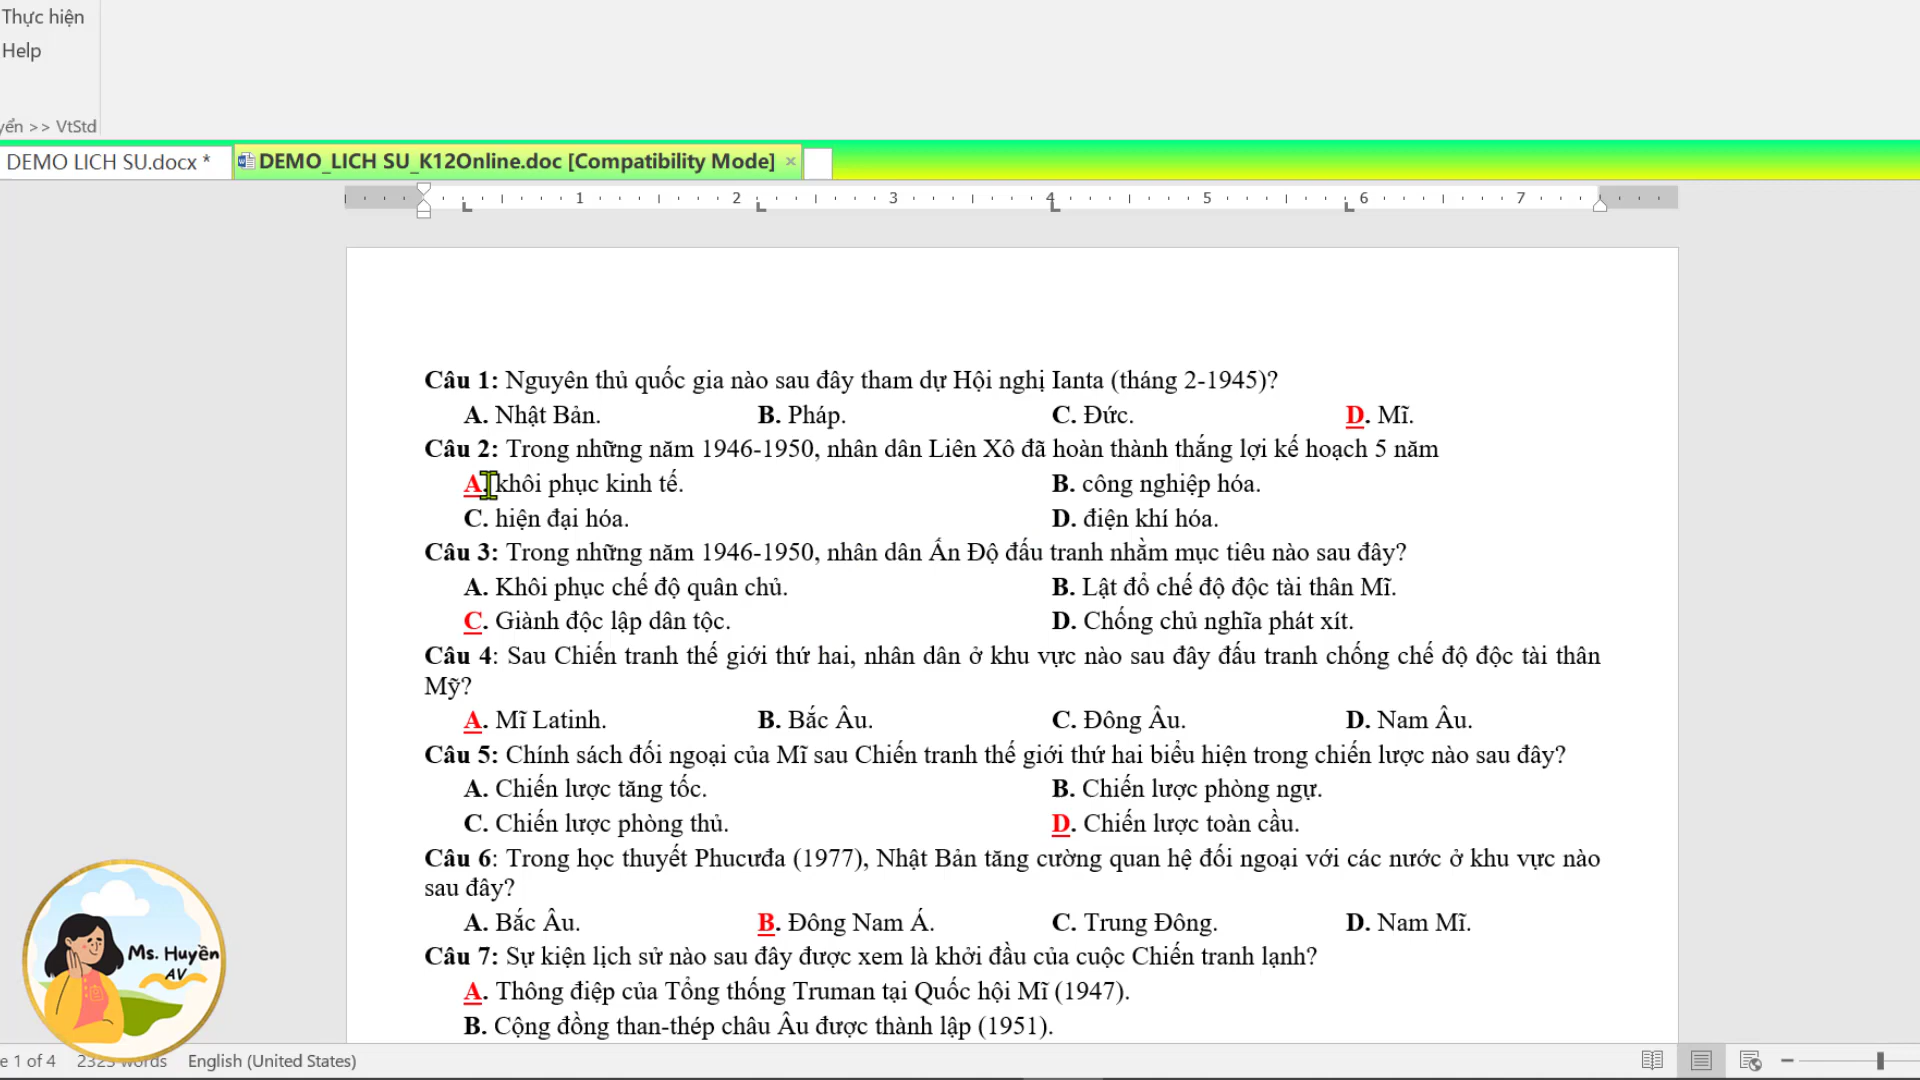 Thực hiện
Help
yển >> VtStd
DEMO LICH SU.docx *
DEMO_LICH SU_K12Online.doc [Compatibility Mode] ×
1 2 3 4 5 6 7
Câu 1: Nguyên thủ quốc gia nào sau đây tham dự Hội nghị Ianta (tháng 2-1945)?
A. Nhật Bản. B. Pháp. C. Đức. D. Mĩ.
Câu 2: Trong những năm 1946-1950, nhân dân Liên Xô đã hoàn thành thắng lợi kế hoạch 5 năm
A. khôi phục kinh tế. B. công nghiệp hóa.
C. hiện đại hóa. D. điện khí hóa.
Câu 3: Trong những năm 1946-1950, nhân dân Ấn Độ đấu tranh nhằm mục tiêu nào sau đây?
A. Khôi phục chế độ quân chủ. B. Lật đổ chế độ độc tài thân Mĩ.
C. Giành độc lập dân tộc. D. Chống chủ nghĩa phát xít.
Câu 4: Sau Chiến tranh thế giới thứ hai, nhân dân ở khu vực nào sau đây đấu tranh chống chế độ độc tài thân
Mỹ?
A. Mĩ Latinh. B. Bắc Âu. C. Đông Âu. D. Nam Âu.
Câu 5: Chính sách đối ngoại của Mĩ sau Chiến tranh thế giới thứ hai biểu hiện trong chiến lược nào sau đây?
A. Chiến lược tăng tốc. B. Chiến lược phòng ngự.
C. Chiến lược phòng thủ. D. Chiến lược toàn cầu.
Câu 6: Trong học thuyết Phucưđa (1977), Nhật Bản tăng cường quan hệ đối ngoại với các nước ở khu vực nào
sau đây?
A. Bắc Âu. B. Đông Nam Á. C. Trung Đông. D. Nam Mĩ.
Câu 7: Sự kiện lịch sử nào sau đây được xem là khởi đầu của cuộc Chiến tranh lạnh?
A. Thông điệp của Tổng thống Truman tại Quốc hội Mĩ (1947).
B. Cộng đồng than-thép châu Âu được thành lập (1951).
Ms. Huyền
AV
e 1 of 4 2323 words English (United States)